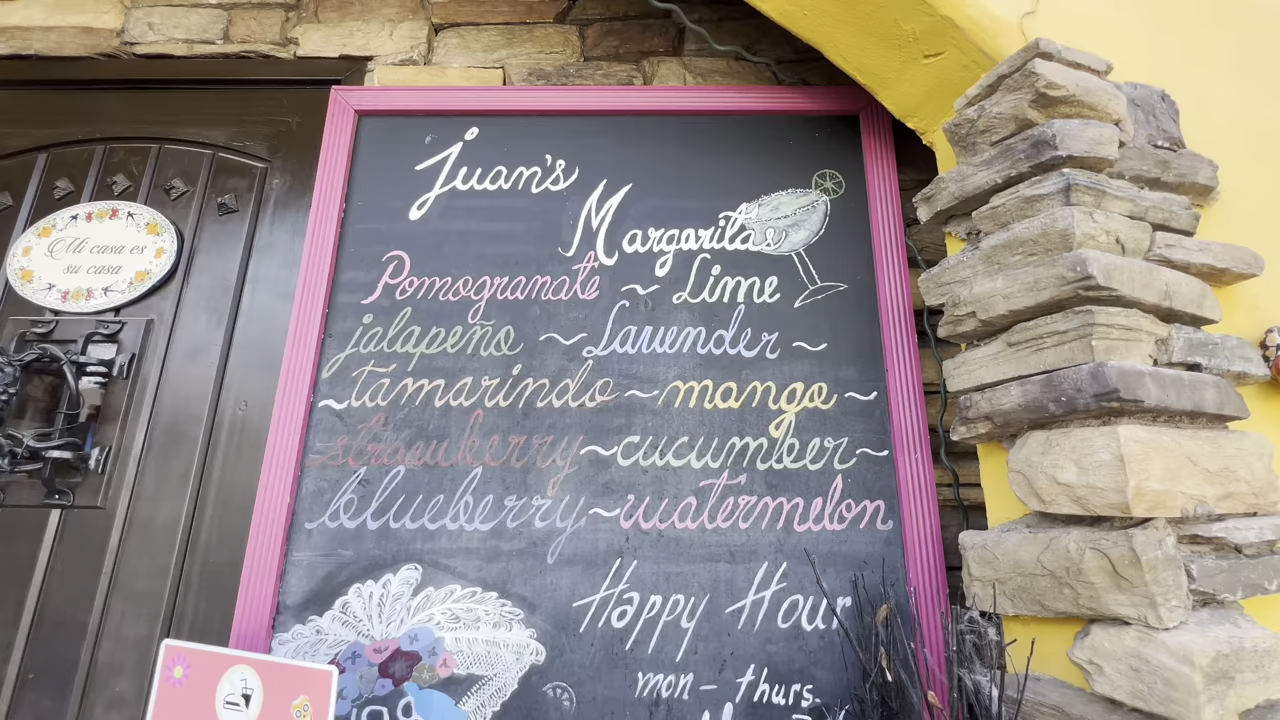 Mi casa es
su casa
Juan's
Margaritas
Pomogranate ~ Lime
jalapeño ~ Lavender ~
~ tamarindo ~ mango ~
strawberry ~ cucumber ~
blueberry ~ watermelon
Happy Hour
mon - thurs.